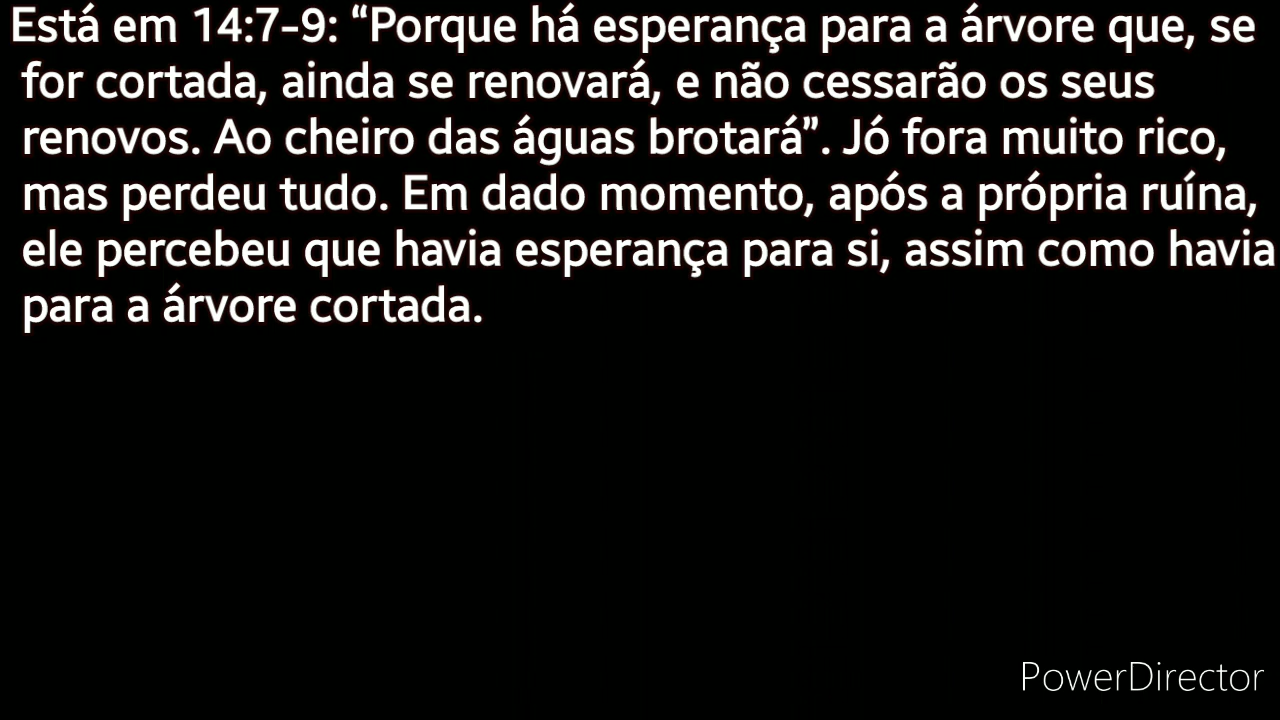 Está em 14:7-9: “Porque há esperança para a árvore que, se
for cortada, ainda se renovará, e não cessarão os seus
renovos. Ao cheiro das águas brotará”. Jó fora muito rico,
mas perdeu tudo. Em dado momento, após a própria ruína,
ele percebeu que havia esperança para si, assim como havia
para a árvore cortada.
PowerDirector